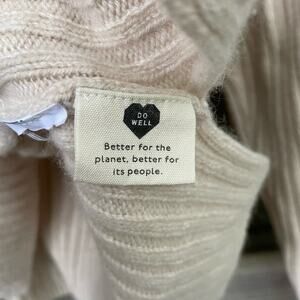 DO
WELL
Better for the
planet, better for
its people.